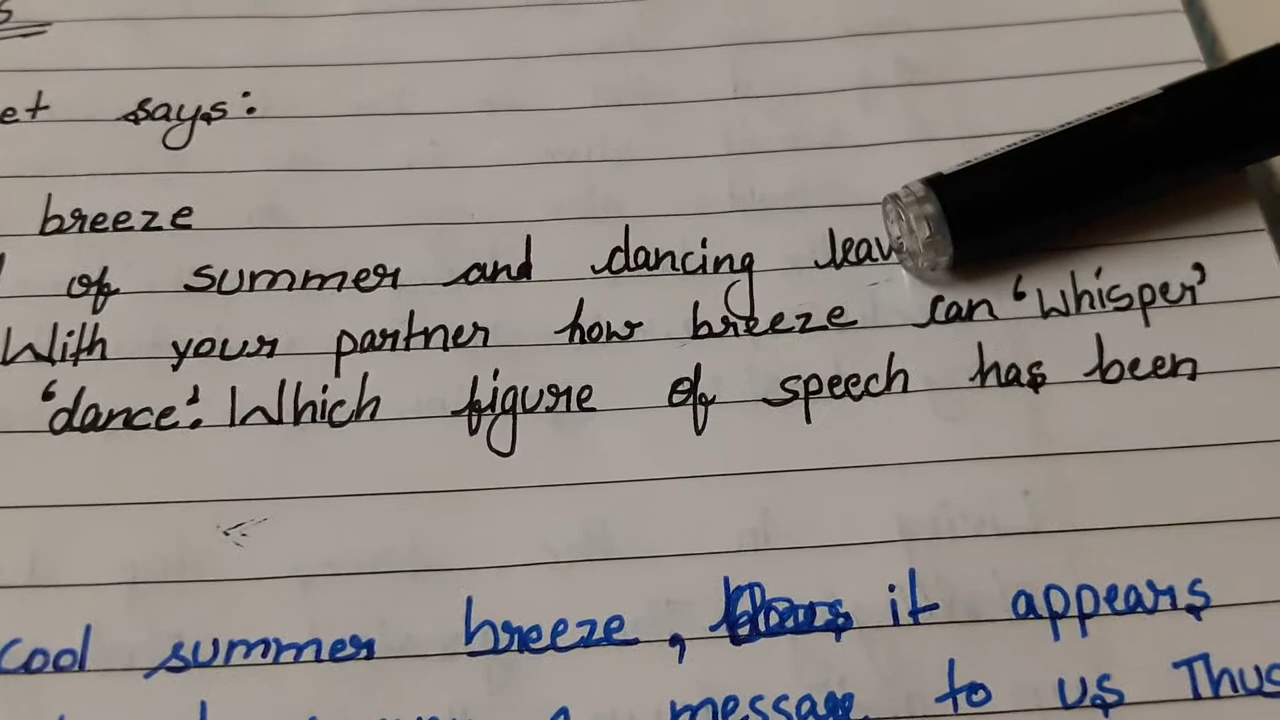 et says:
breeze
of summer and dancing leav
With your partner how breeze can 'whisper'
'dance'. Which figure of speech has been
cool summer breeze, it appears
message to us Thus